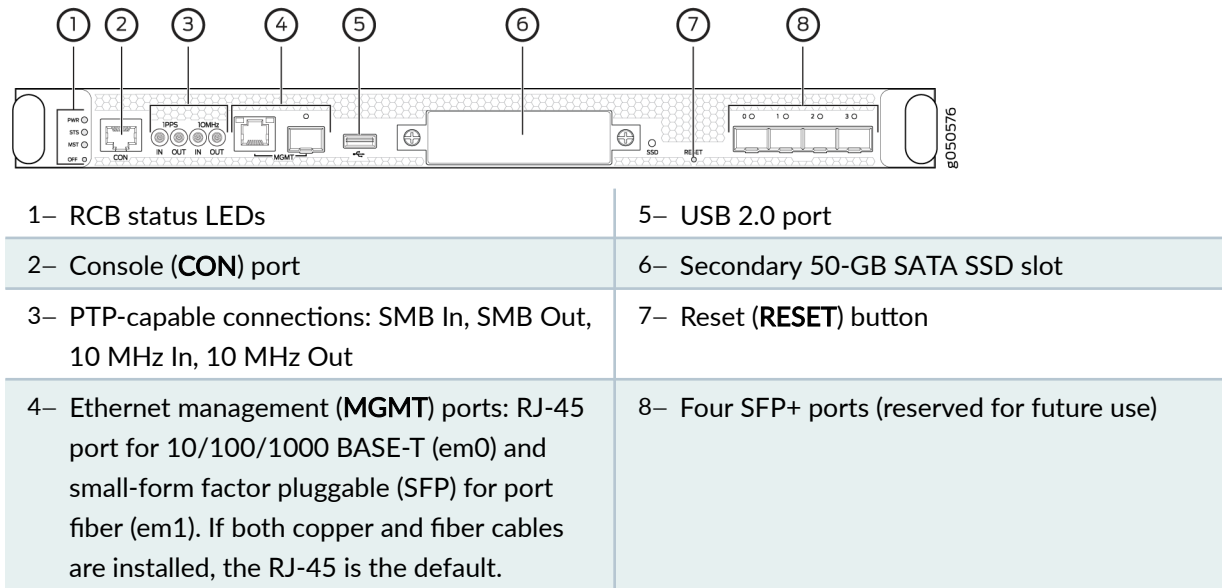 1 2 3 4 5 6 7 8
PWR
STS
MST
OFF
CON
1PPS 10MHz
IN OUT IN OUT
MGMT
SSD
RESET
0 1 2 3
g050576
1– RCB status LEDs
5– USB 2.0 port
2– Console (CON) port
6– Secondary 50-GB SATA SSD slot
3– PTP-capable connections: SMB In, SMB Out,
10 MHz In, 10 MHz Out
7– Reset (RESET) button
4– Ethernet management (MGMT) ports: RJ-45
port for 10/100/1000 BASE-T (em0) and
small-form factor pluggable (SFP) for port
fiber (em1). If both copper and fiber cables
are installed, the RJ-45 is the default.
8– Four SFP+ ports (reserved for future use)